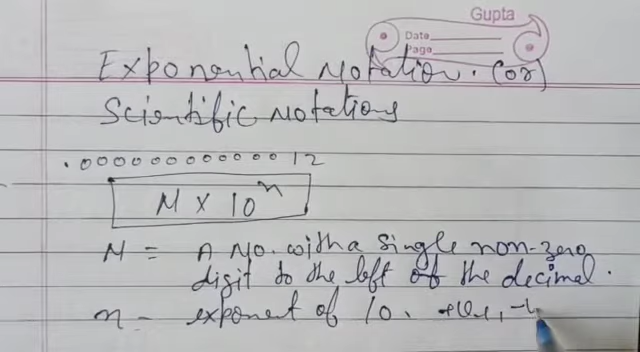 Gupta
Date
Page
Exponential Notation. (or)
Scientific Notations
.00000000000012
M × 10ⁿ
M = A No. with a single non-zero
digit to the left of the decimal.
n - exponent of 10.